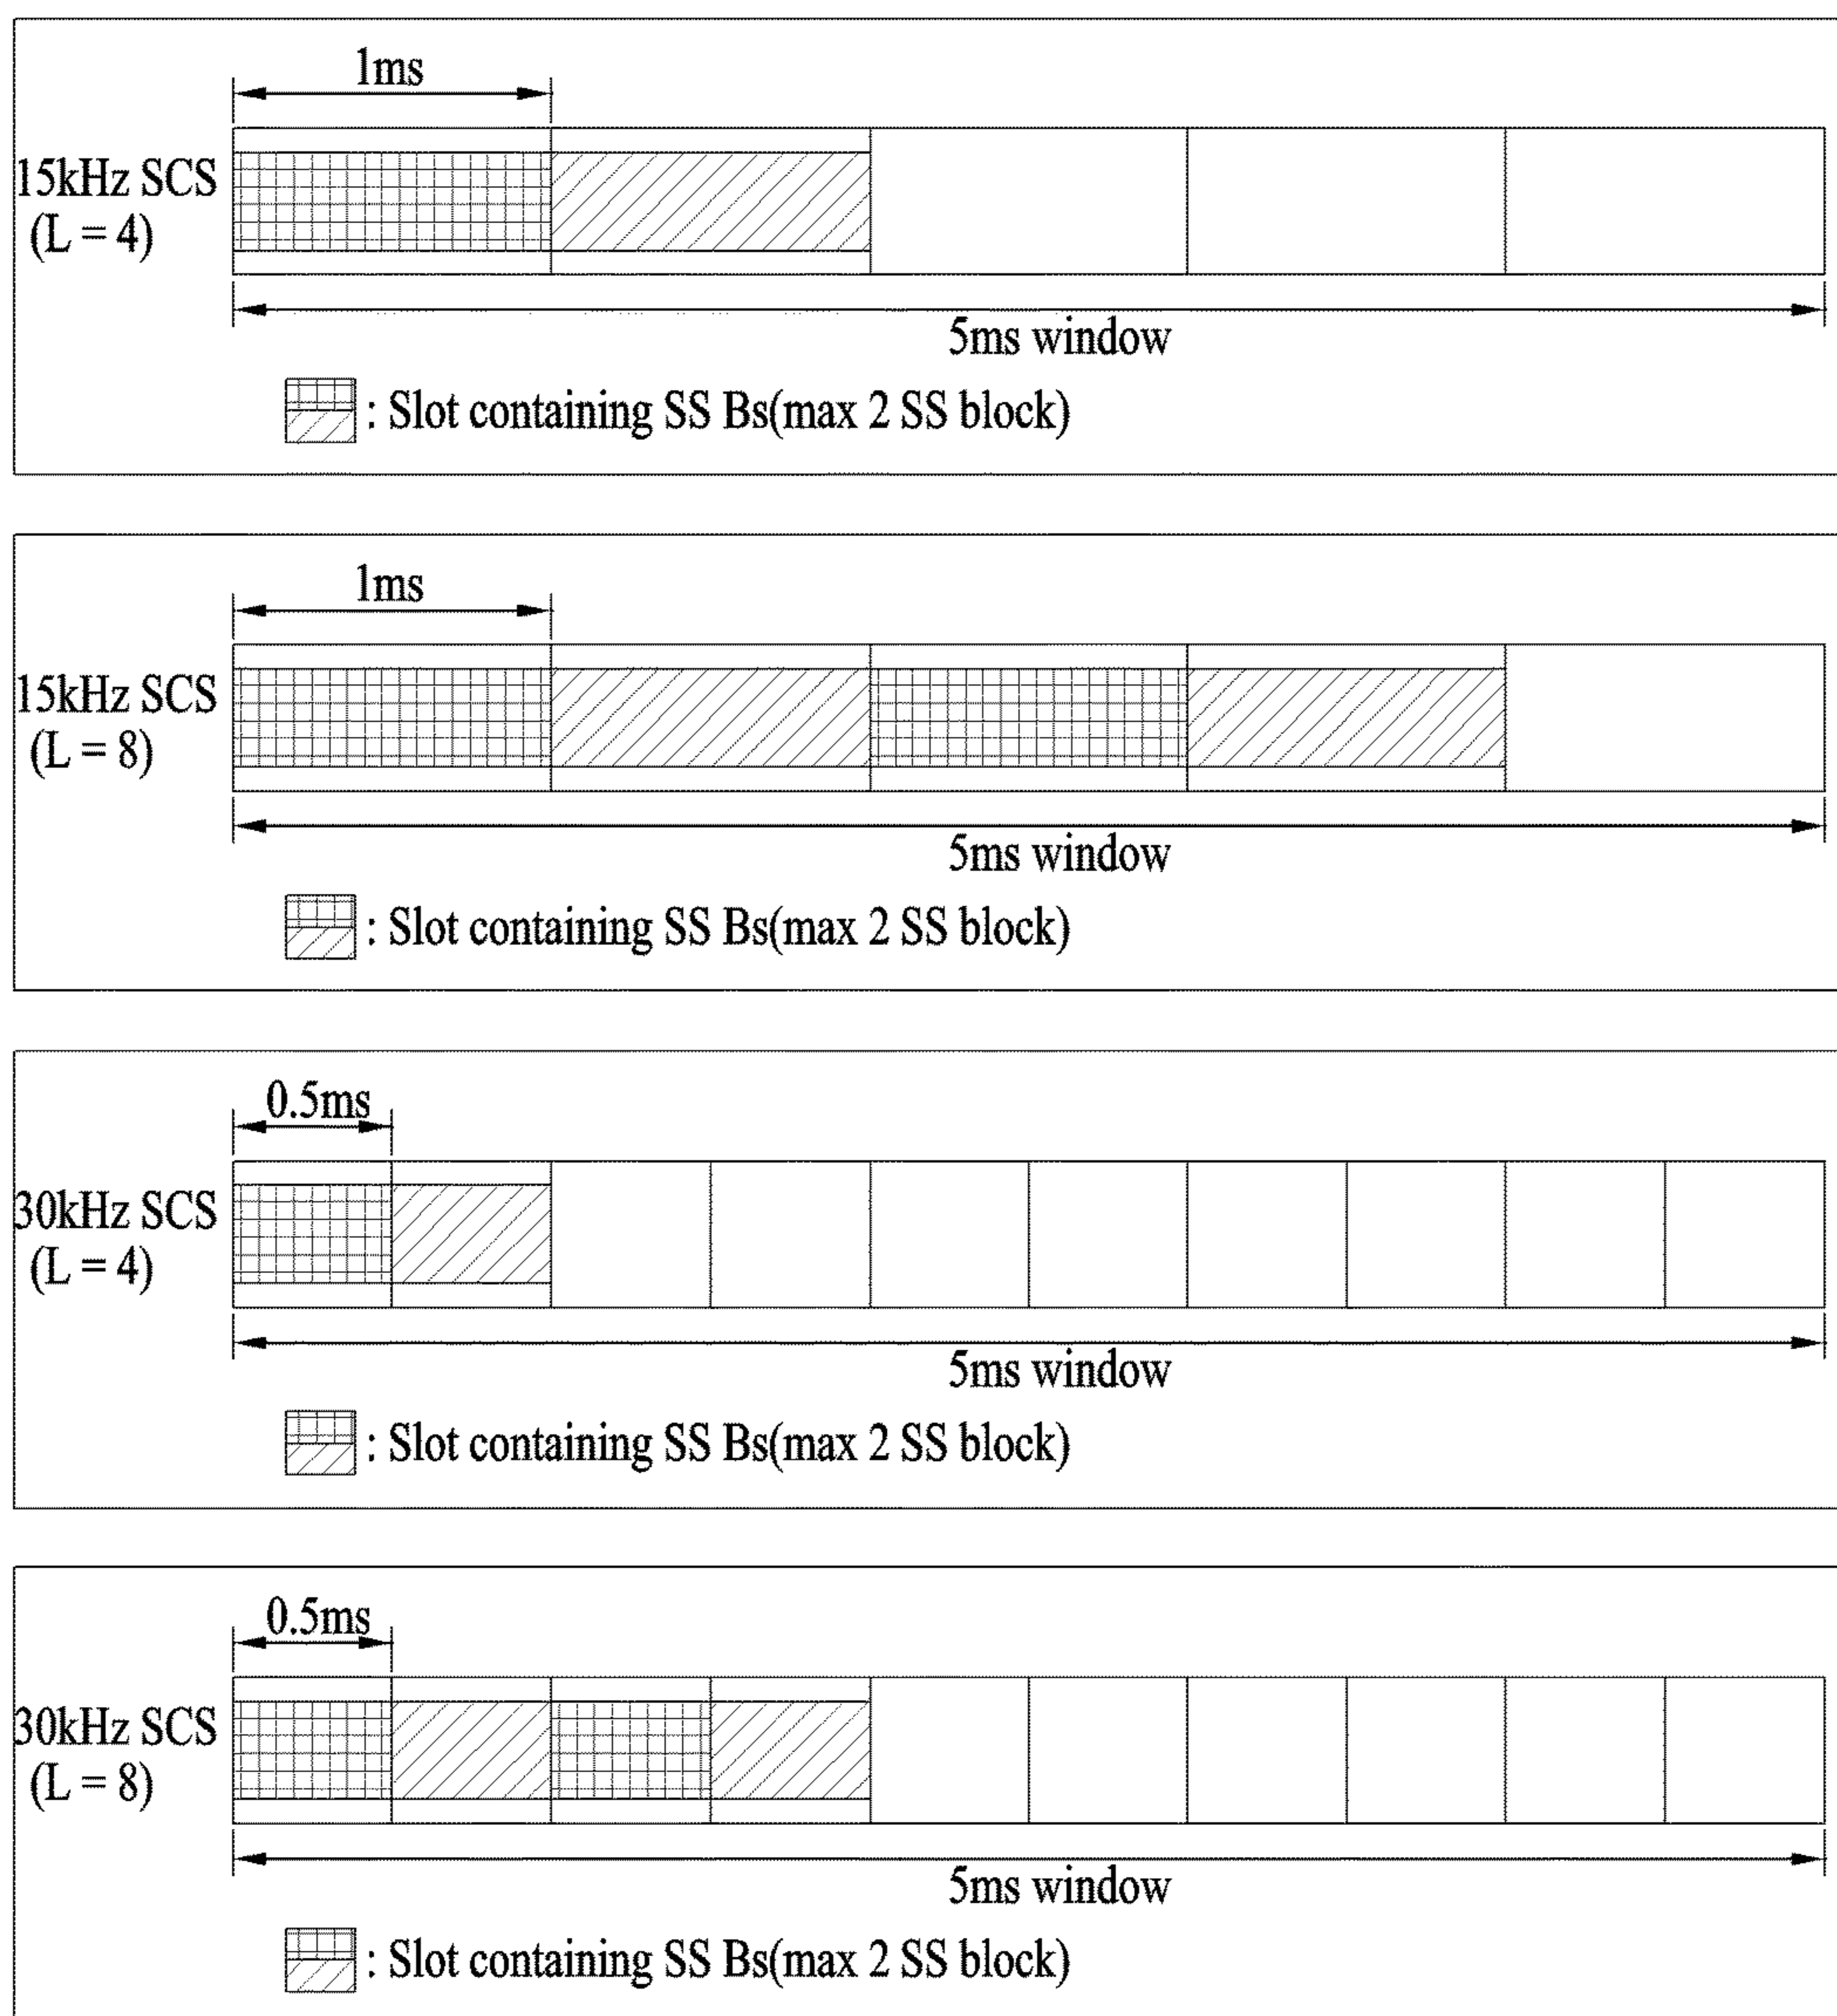 1ms
15kHz SCS
(L = 4)
5ms window
: Slot containing SS Bs(max 2 SS block)
1ms
15kHz SCS
(L = 8)
5ms window
: Slot containing SS Bs(max 2 SS block)
0.5ms
30kHz SCS
(L = 4)
5ms window
: Slot containing SS Bs(max 2 SS block)
0.5ms
30kHz SCS
(L = 8)
5ms window
: Slot containing SS Bs(max 2 SS block)